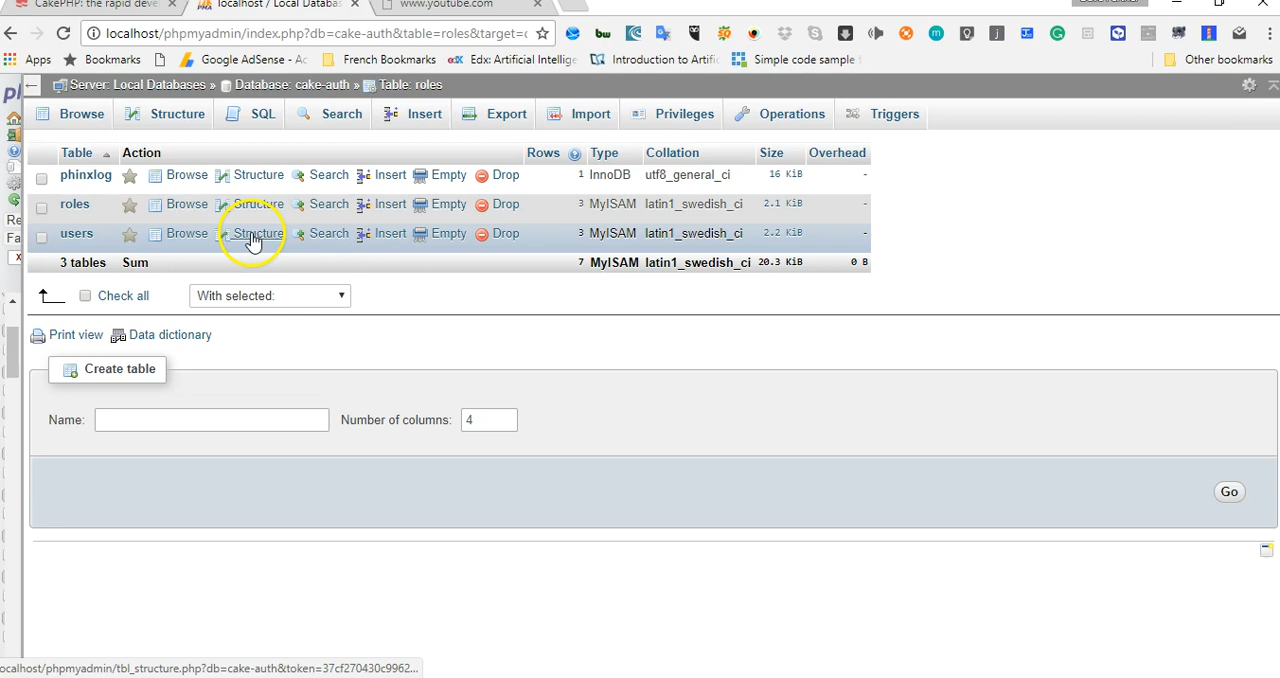 CakePHP: the rapid deve
localhost / Local Databas
www.youtube.com
localhost/phpmyadmin/index.php?db=cake-auth&table=roles&target=
Apps Bookmarks Google AdSense - Ac French Bookmarks Edx: Artificial Intellige Introduction to Artifi Simple code sample Other bookmarks
Server: Local Databases » Database: cake-auth » Table: roles
Browse Structure SQL Search Insert Export Import Privileges Operations Triggers
Table Action Rows Type Collation Size Overhead
phinxlog Browse Structure Search Insert Empty Drop 1 InnoDB utf8_general_ci 16 KiB -
roles Browse Structure Search Insert Empty Drop 3 MyISAM latin1_swedish_ci 2.1 KiB -
users Browse Structure Search Insert Empty Drop 3 MyISAM latin1_swedish_ci 2.2 KiB -
3 tables Sum 7 MyISAM latin1_swedish_ci 20.3 KiB 0 B
Check all With selected:
Print view Data dictionary
Create table
Name: Number of columns: 4
Go
ocalhost/phpmyadmin/tbl_structure.php?db=cake-auth&token=37cf270430c9962...